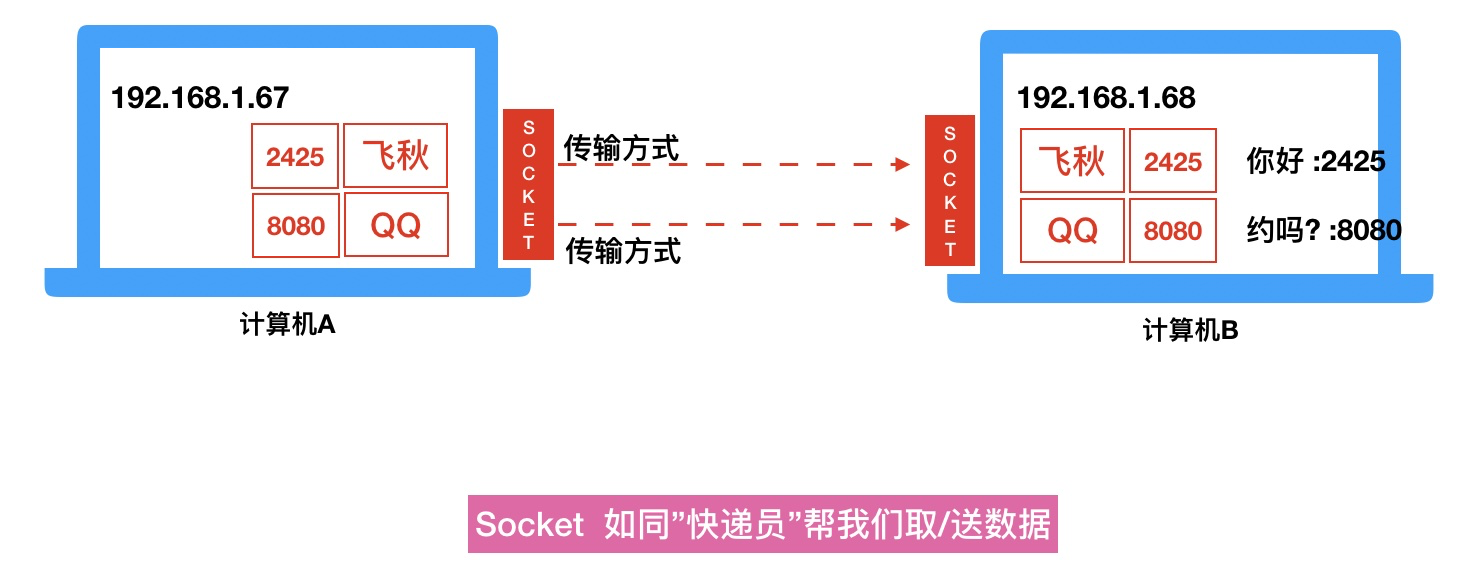 192.168.1.67
2425 飞秋
8080 QQ
SOCKET
计算机A
传输方式
传输方式
SOCKET
192.168.1.68
飞秋 2425 你好 :2425
QQ 8080 约吗? :8080
计算机B
Socket 如同”快递员”帮我们取/送数据